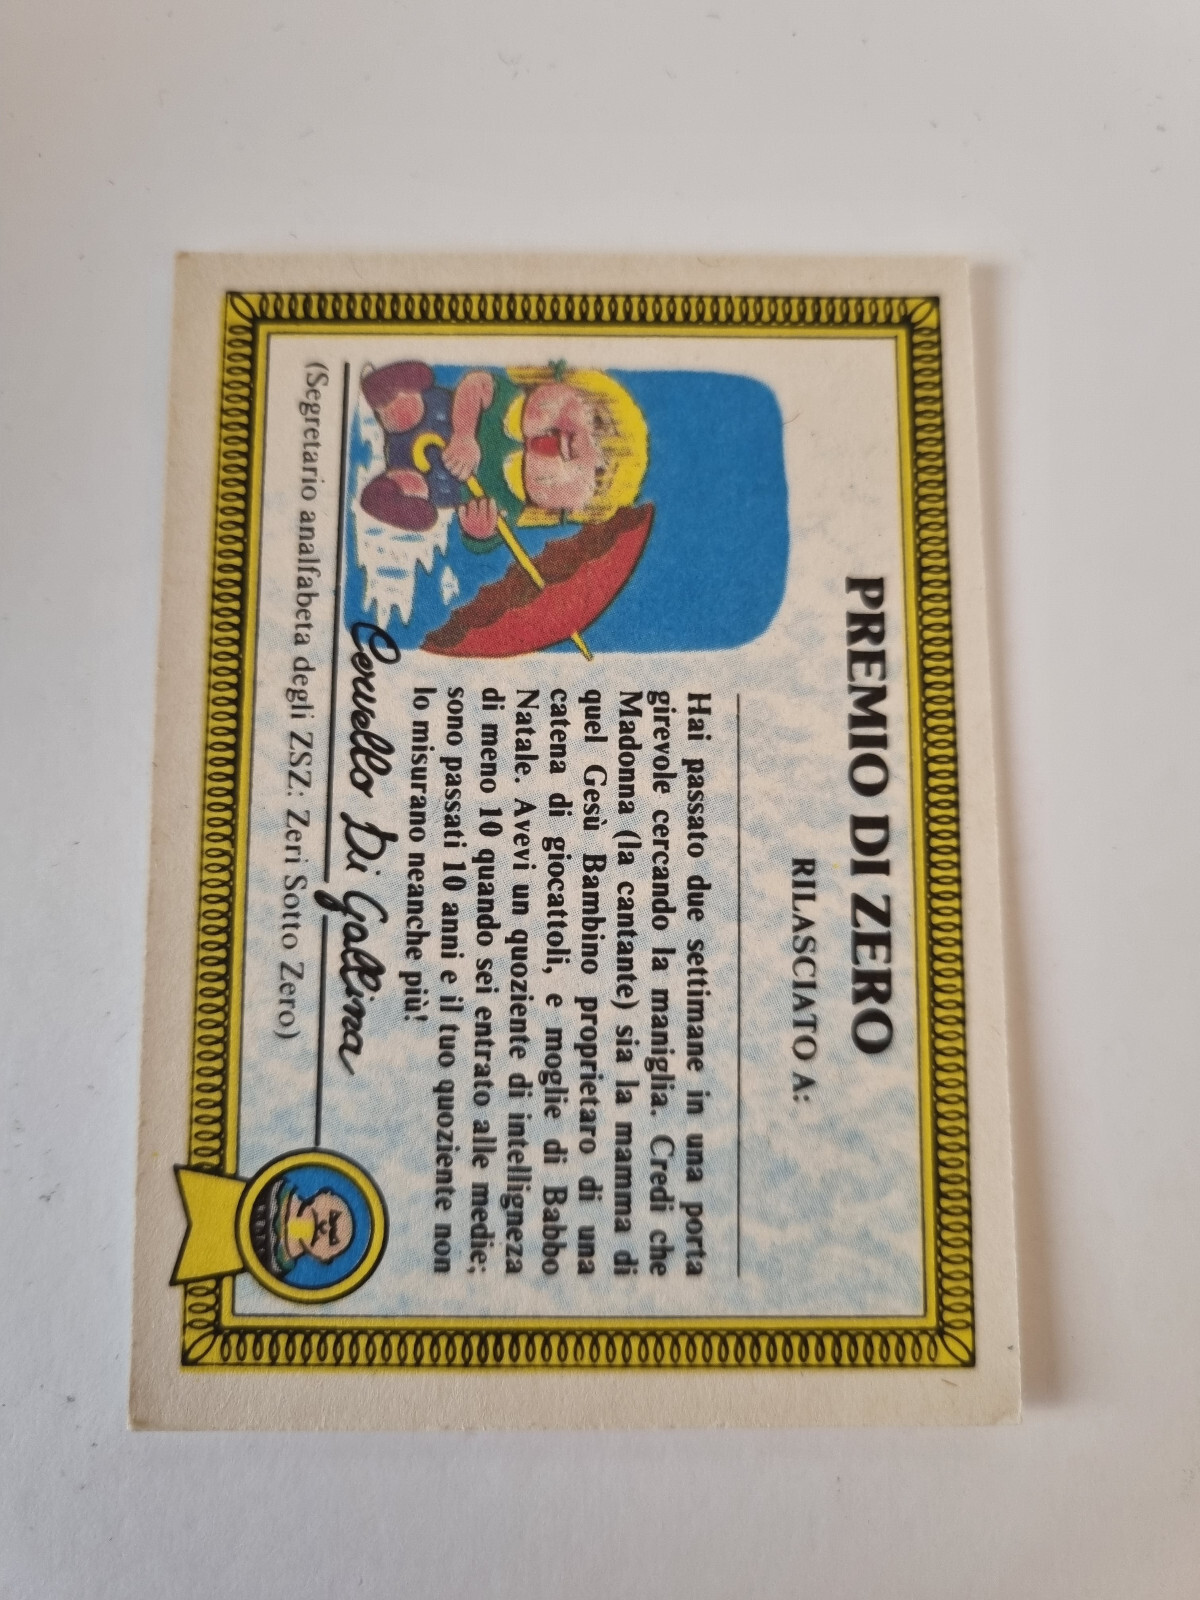 PREMIO DI ZERO
RILASCIATO A:
Hai passato due settimane in una porta
girevole cercando la maniglia. Credi che
Madonna (la cantante) sia la mamma di
quel Gesù Bambino proprietaro di una
catena di giocattoli, e moglie di Babbo
Natale. Avevi un quoziente di intelligneza
di meno 10 quando sei entrato alle medie;
sono passati 10 anni e il tuo quoziente non
lo misurano neanche più!
Cervello Di Gallina
(Segretario analfabeta degli ZSZ: Zeri Sotto Zero)